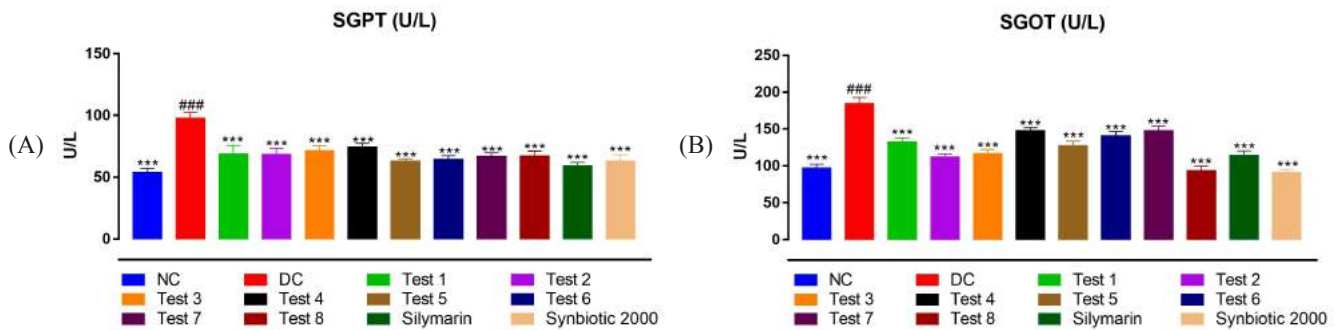 (A)
SGPT (U/L)
150
100
50
0
U/L
*** ### *** *** *** *** *** *** *** *** *** ***
NC DC Test 1 Test 2
Test 3 Test 4 Test 5 Test 6
Test 7 Test 8 Silymarin Synbiotic 2000
(B)
SGOT (U/L)
250
200
150
100
50
0
U/L
*** ### *** *** *** *** *** *** *** *** *** ***
NC DC Test 1 Test 2
Test 3 Test 4 Test 5 Test 6
Test 7 Test 8 Silymarin Synbiotic 2000